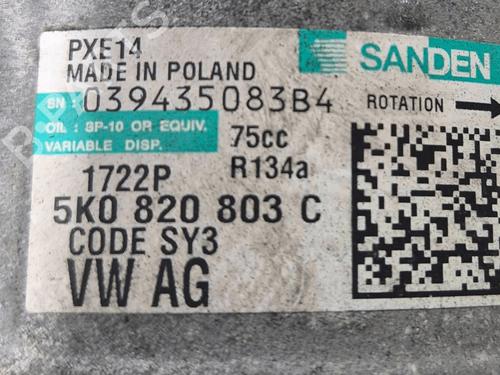 PXE14
MADE IN POLAND
SANDEN
SN: 039435083B4
ROTATION
OIL: SP-10 OR EQUIV. 75cc
VARIABLE DISP.
R134a
1722P
5K0 820 803 C
CODE SY3
VW AG